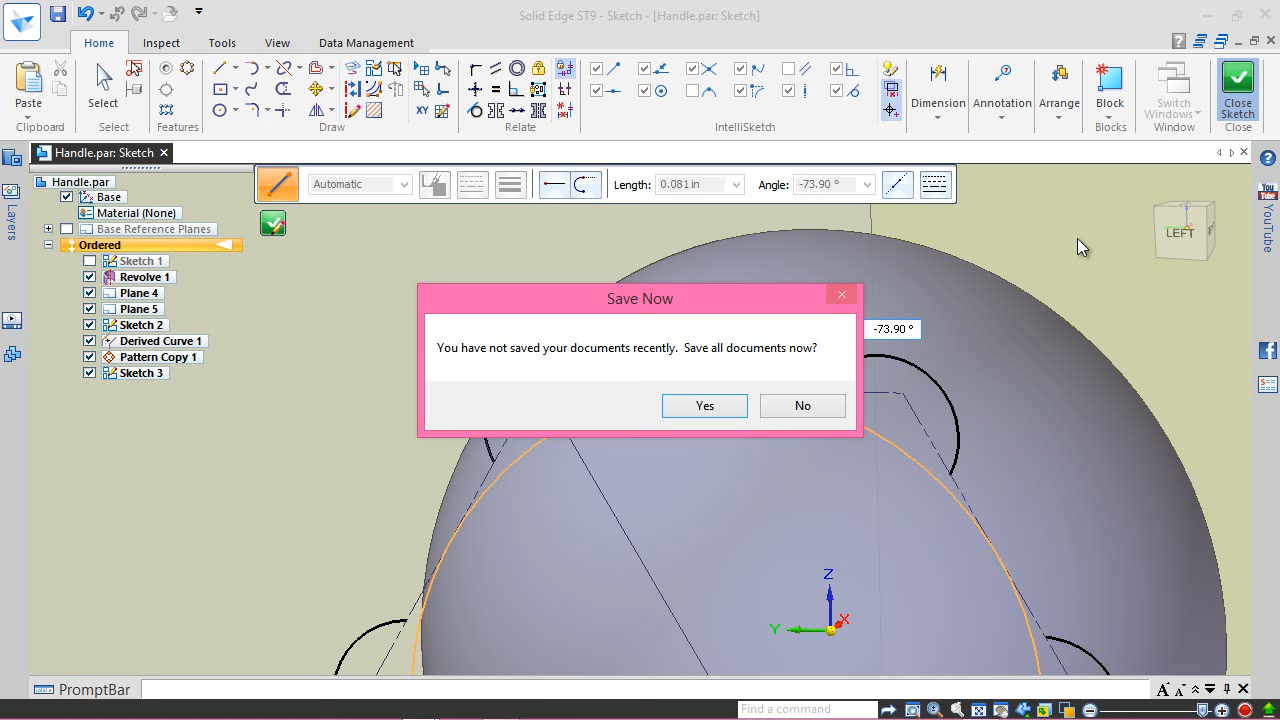 Solid Edge ST9 - Sketch - [Handle.par: Sketch]
Home Inspect Tools View Data Management
Paste
Select
Dimension
Annotation
Arrange
Block
Switch Windows
Close Sketch
Clipboard Select Features Draw Relate IntelliSketch Blocks Window Close
Handle.par: Sketch
Automatic Length: 0.081 in Angle: -73.90 °
Handle.par
Base
Material (None)
Base Reference Planes
Ordered
Sketch 1
Revolve 1
Plane 4
Plane 5
Sketch 2
Derived Curve 1
Pattern Copy 1
Sketch 3
Layers
LEFT
You Tube
YouTube
Save Now
You have not saved your documents recently. Save all documents now?
Yes No
-73.90 °
Z
Y
X
PromptBar
Find a command